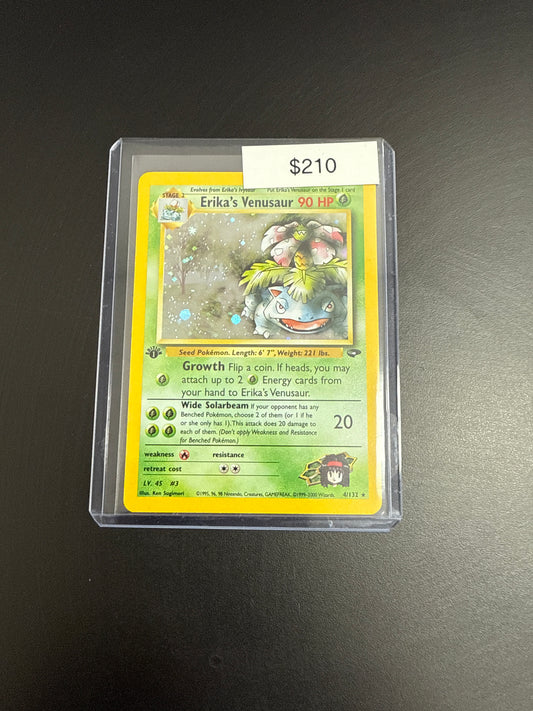 $210
Evolves from Erika's Ivysaur Put Erika's Venusaur on the Stage 1 card
STAGE 2
Erika's Venusaur 90 HP
Seed Pokémon. Length: 6' 7", Weight: 221 lbs.
1
Growth Flip a coin. If heads, you may
attach up to 2 Energy cards from
your hand to Erika's Venusaur.
Wide Solarbeam If your opponent has any
Benched Pokémon, choose 2 of them (or 1 if he
or she only has 1). This attack does 20 damage to
each of them. (Don't apply Weakness and Resistance
for Benched Pokémon.)
20
weakness resistance
retreat cost
LV. 45 #3
Illus. Ken Sugimori ©1995, 96, 98 Nintendo, Creatures, GAMEFREAK. ©1999-2000 Wizards. 4/132